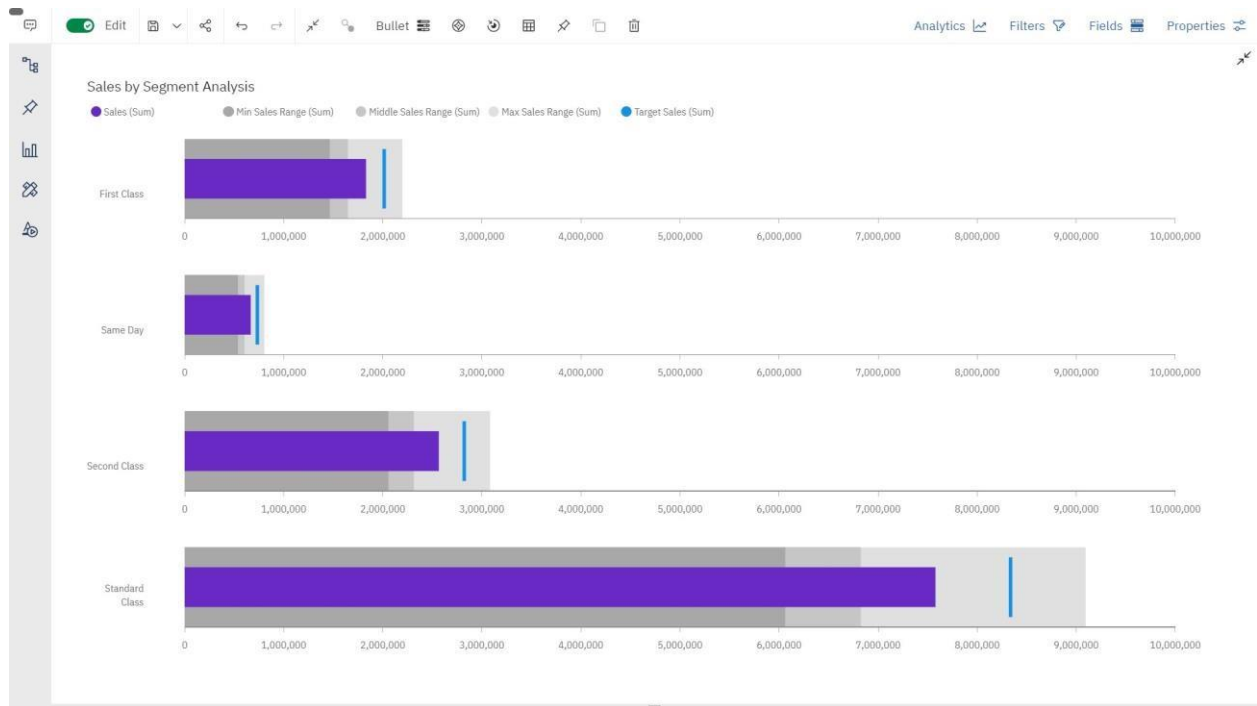 Edit Bullet Analytics Filters Fields Properties
Sales by Segment Analysis
Sales (Sum) Min Sales Range (Sum) Middle Sales Range (Sum) Max Sales Range (Sum) Target Sales (Sum)
First Class
0 1,000,000 2,000,000 3,000,000 4,000,000 5,000,000 6,000,000 7,000,000 8,000,000 9,000,000 10,000,000
Same Day
0 1,000,000 2,000,000 3,000,000 4,000,000 5,000,000 6,000,000 7,000,000 8,000,000 9,000,000 10,000,000
Second Class
0 1,000,000 2,000,000 3,000,000 4,000,000 5,000,000 6,000,000 7,000,000 8,000,000 9,000,000 10,000,000
Standard
Class
0 1,000,000 2,000,000 3,000,000 4,000,000 5,000,000 6,000,000 7,000,000 8,000,000 9,000,000 10,000,000